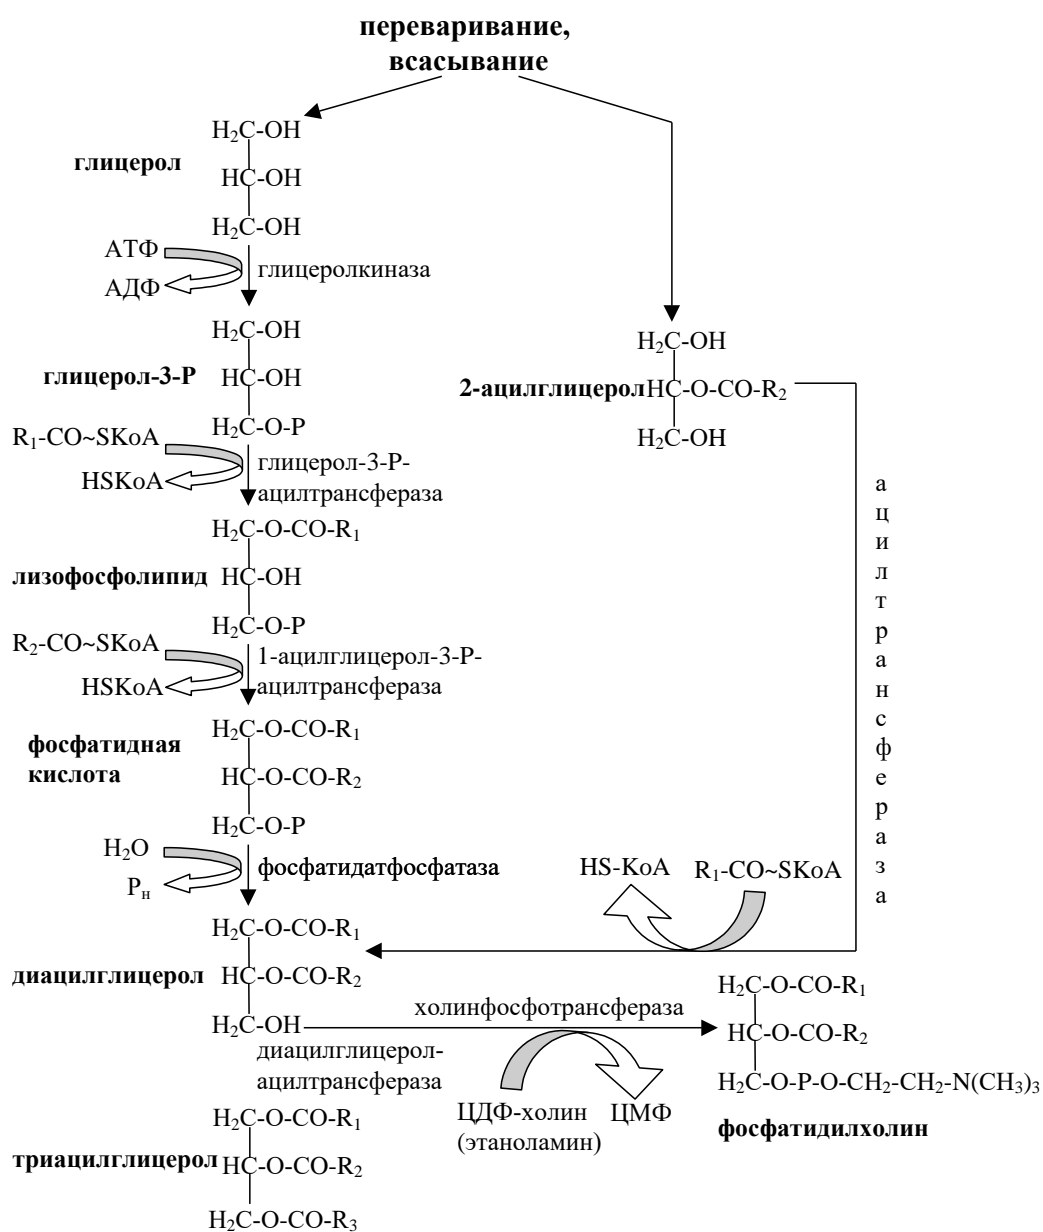 переваривание,
всасывание
H₂C-OH
глицерол
HC-OH
H₂C-OH
АТФ
АДФ
глицеролкиназа
H₂C-OH
глицерол-3-Р
HC-OH
H₂C-O-P
R₁-CO~SKoA
HSKoA
глицерол-3-Р-
ацилтрансфераза
H₂C-OH
2-ацилглицерол
HC-O-CO-R₂
H₂C-OH
ацилтрансфераза
H₂C-O-CO-R₁
лизофосфолипид
HC-OH
H₂C-O-P
R₂-CO~SKoA
HSKoA
1-ацилглицерол-3-Р-
ацилтрансфераза
H₂C-O-CO-R₁
фосфатидная
кислота
HC-O-CO-R₂
H₂C-O-P
H₂O
Pн
фосфатидатфосфатаза
HS-KoA
R₁-CO~SKoA
H₂C-O-CO-R₁
диацилглицерол
HC-O-CO-R₂
H₂C-OH
холинфосфотрансфераза
диацилглицерол-
ацилтрансфераза
ЦДФ-холин
(этаноламин)
ЦМФ
H₂C-O-CO-R₁
HC-O-CO-R₂
H₂C-O-P-O-CH₂-CH₂-N(CH₃)₃
фосфатидилхолин
H₂C-O-CO-R₁
триацилглицерол
HC-O-CO-R₂
H₂C-O-CO-R₃